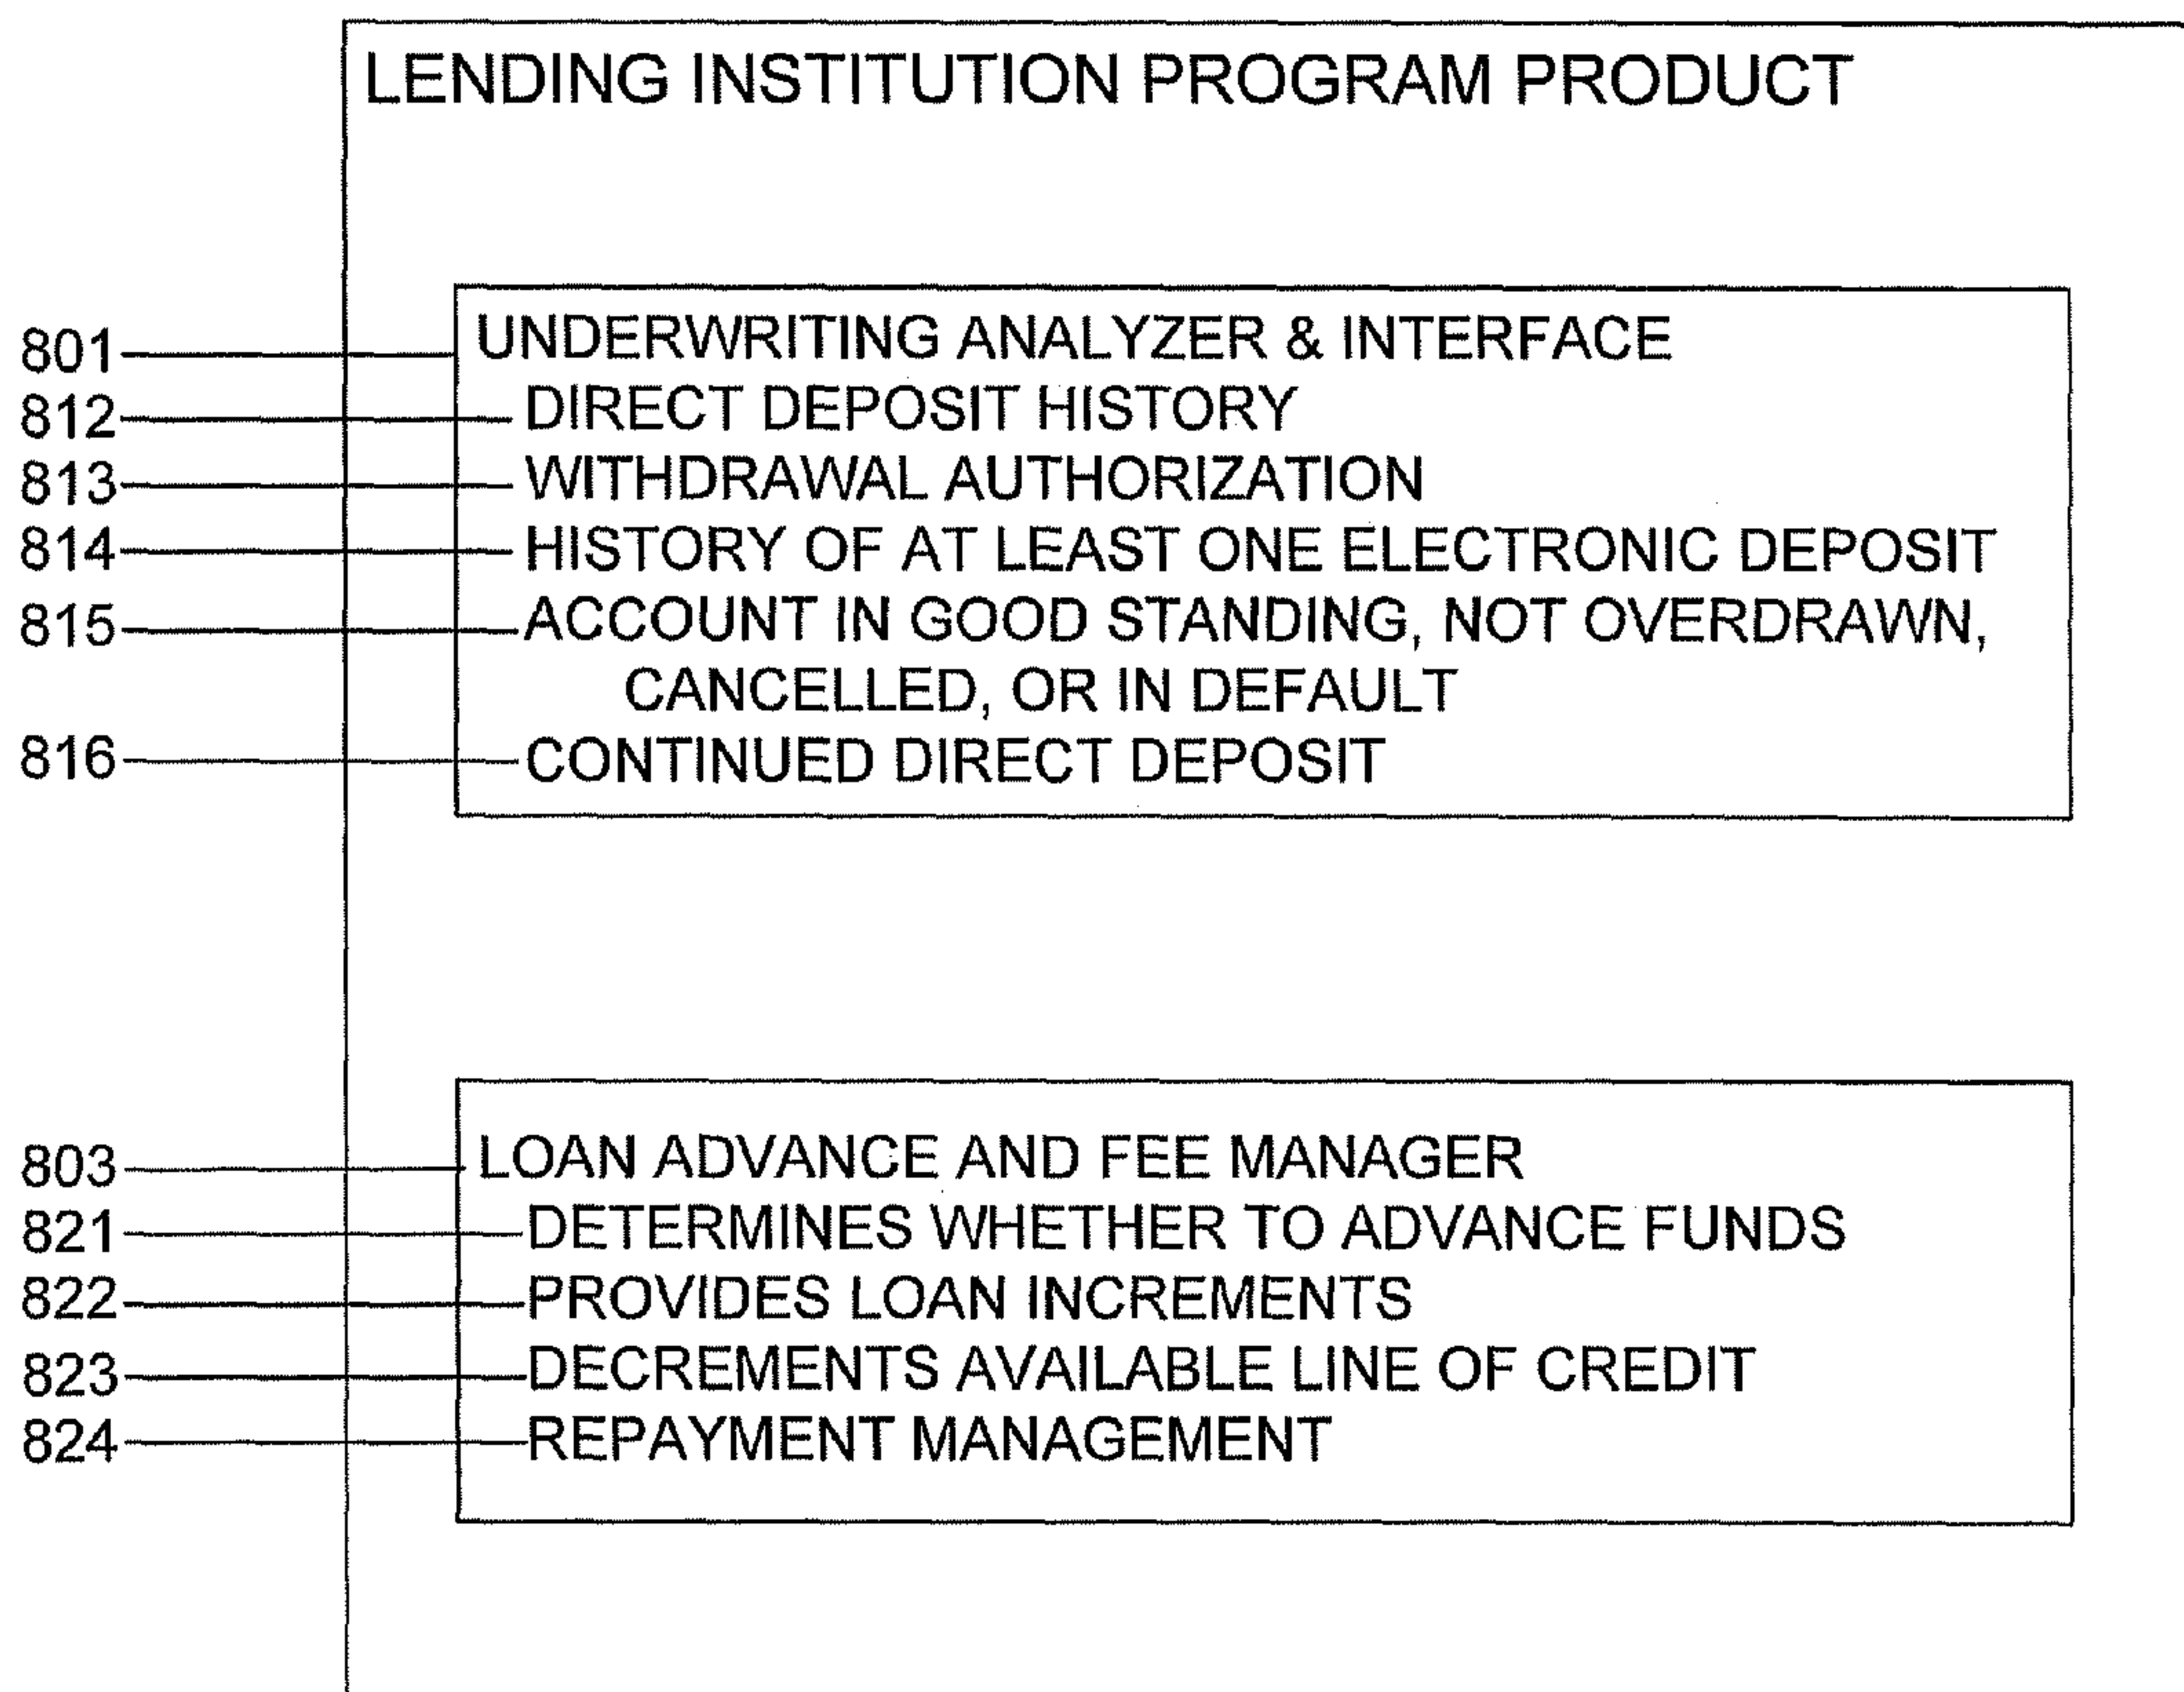 LENDING INSTITUTION PROGRAM PRODUCT
801 UNDERWRITING ANALYZER & INTERFACE
812 DIRECT DEPOSIT HISTORY
813 WITHDRAWAL AUTHORIZATION
814 HISTORY OF AT LEAST ONE ELECTRONIC DEPOSIT
815 ACCOUNT IN GOOD STANDING, NOT OVERDRAWN,
CANCELLED, OR IN DEFAULT
816 CONTINUED DIRECT DEPOSIT
803 LOAN ADVANCE AND FEE MANAGER
821 DETERMINES WHETHER TO ADVANCE FUNDS
822 PROVIDES LOAN INCREMENTS
823 DECREMENTS AVAILABLE LINE OF CREDIT
824 REPAYMENT MANAGEMENT